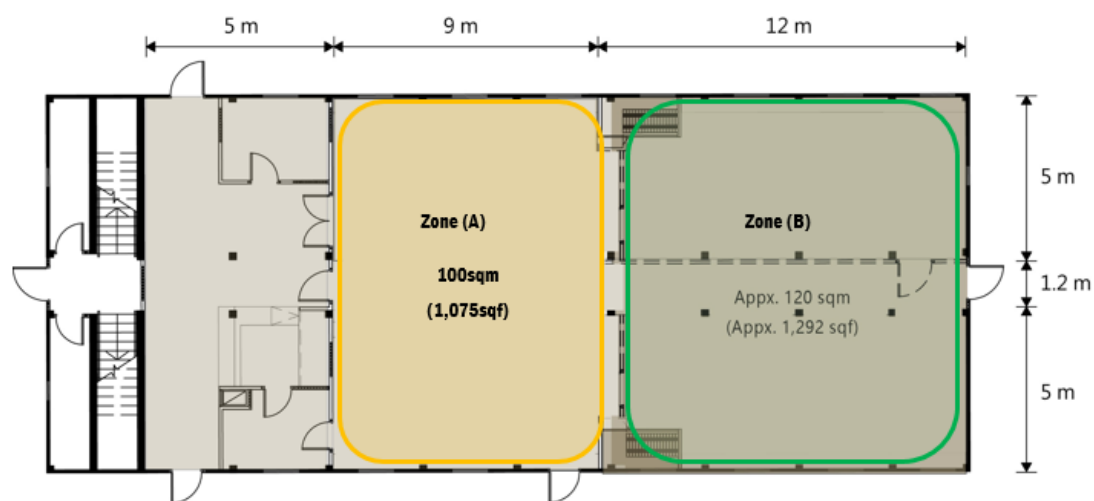 5 m
9 m
12 m
Zone (A)
100sqm
(1,075sqf)
Zone (B)
Appx. 120 sqm
(Appx. 1,292 sqf)
5 m
1.2 m
5 m